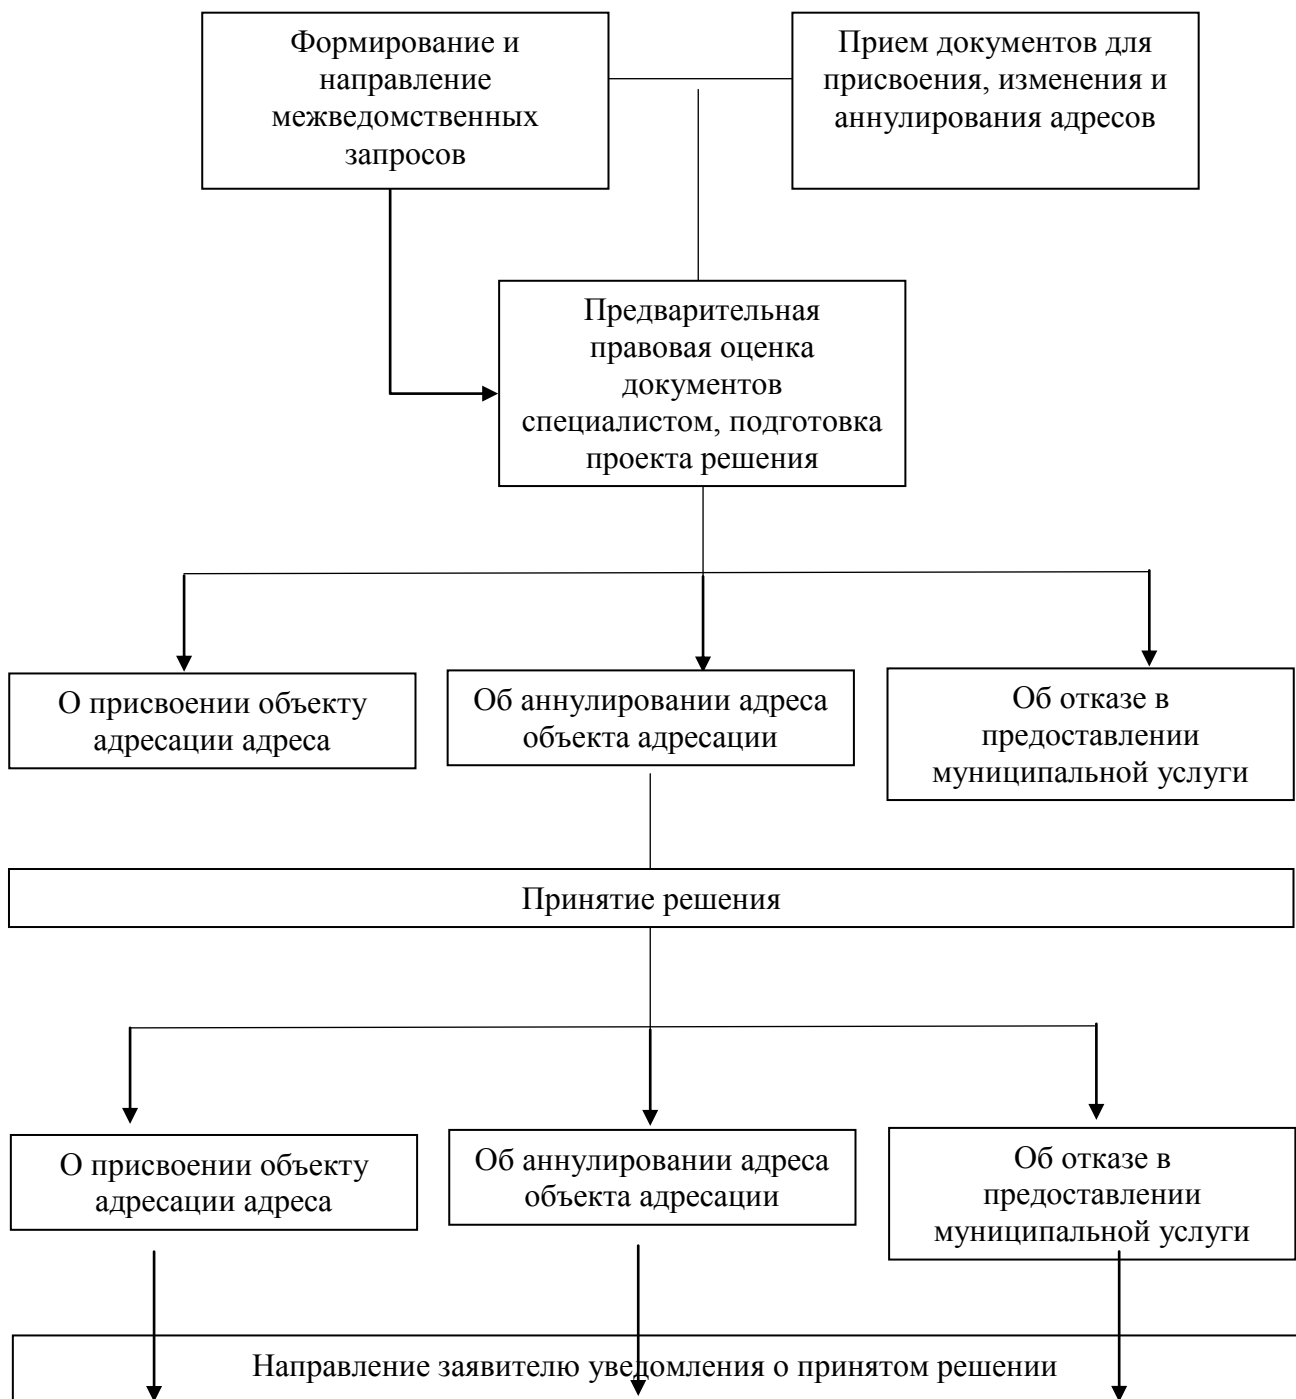 Формирование и
направление
межведомственных
запросов
Прием документов для
присвоения, изменения и
аннулирования адресов
Предварительная
правовая оценка
документов
специалистом, подготовка
проекта решения
О присвоении объекту
адресации адреса
Об аннулировании адреса
объекта адресации
Об отказе в
предоставлении
муниципальной услуги
Принятие решения
О присвоении объекту
адресации адреса
Об аннулировании адреса
объекта адресации
Об отказе в
предоставлении
муниципальной услуги
Направление заявителю уведомления о принятом решении